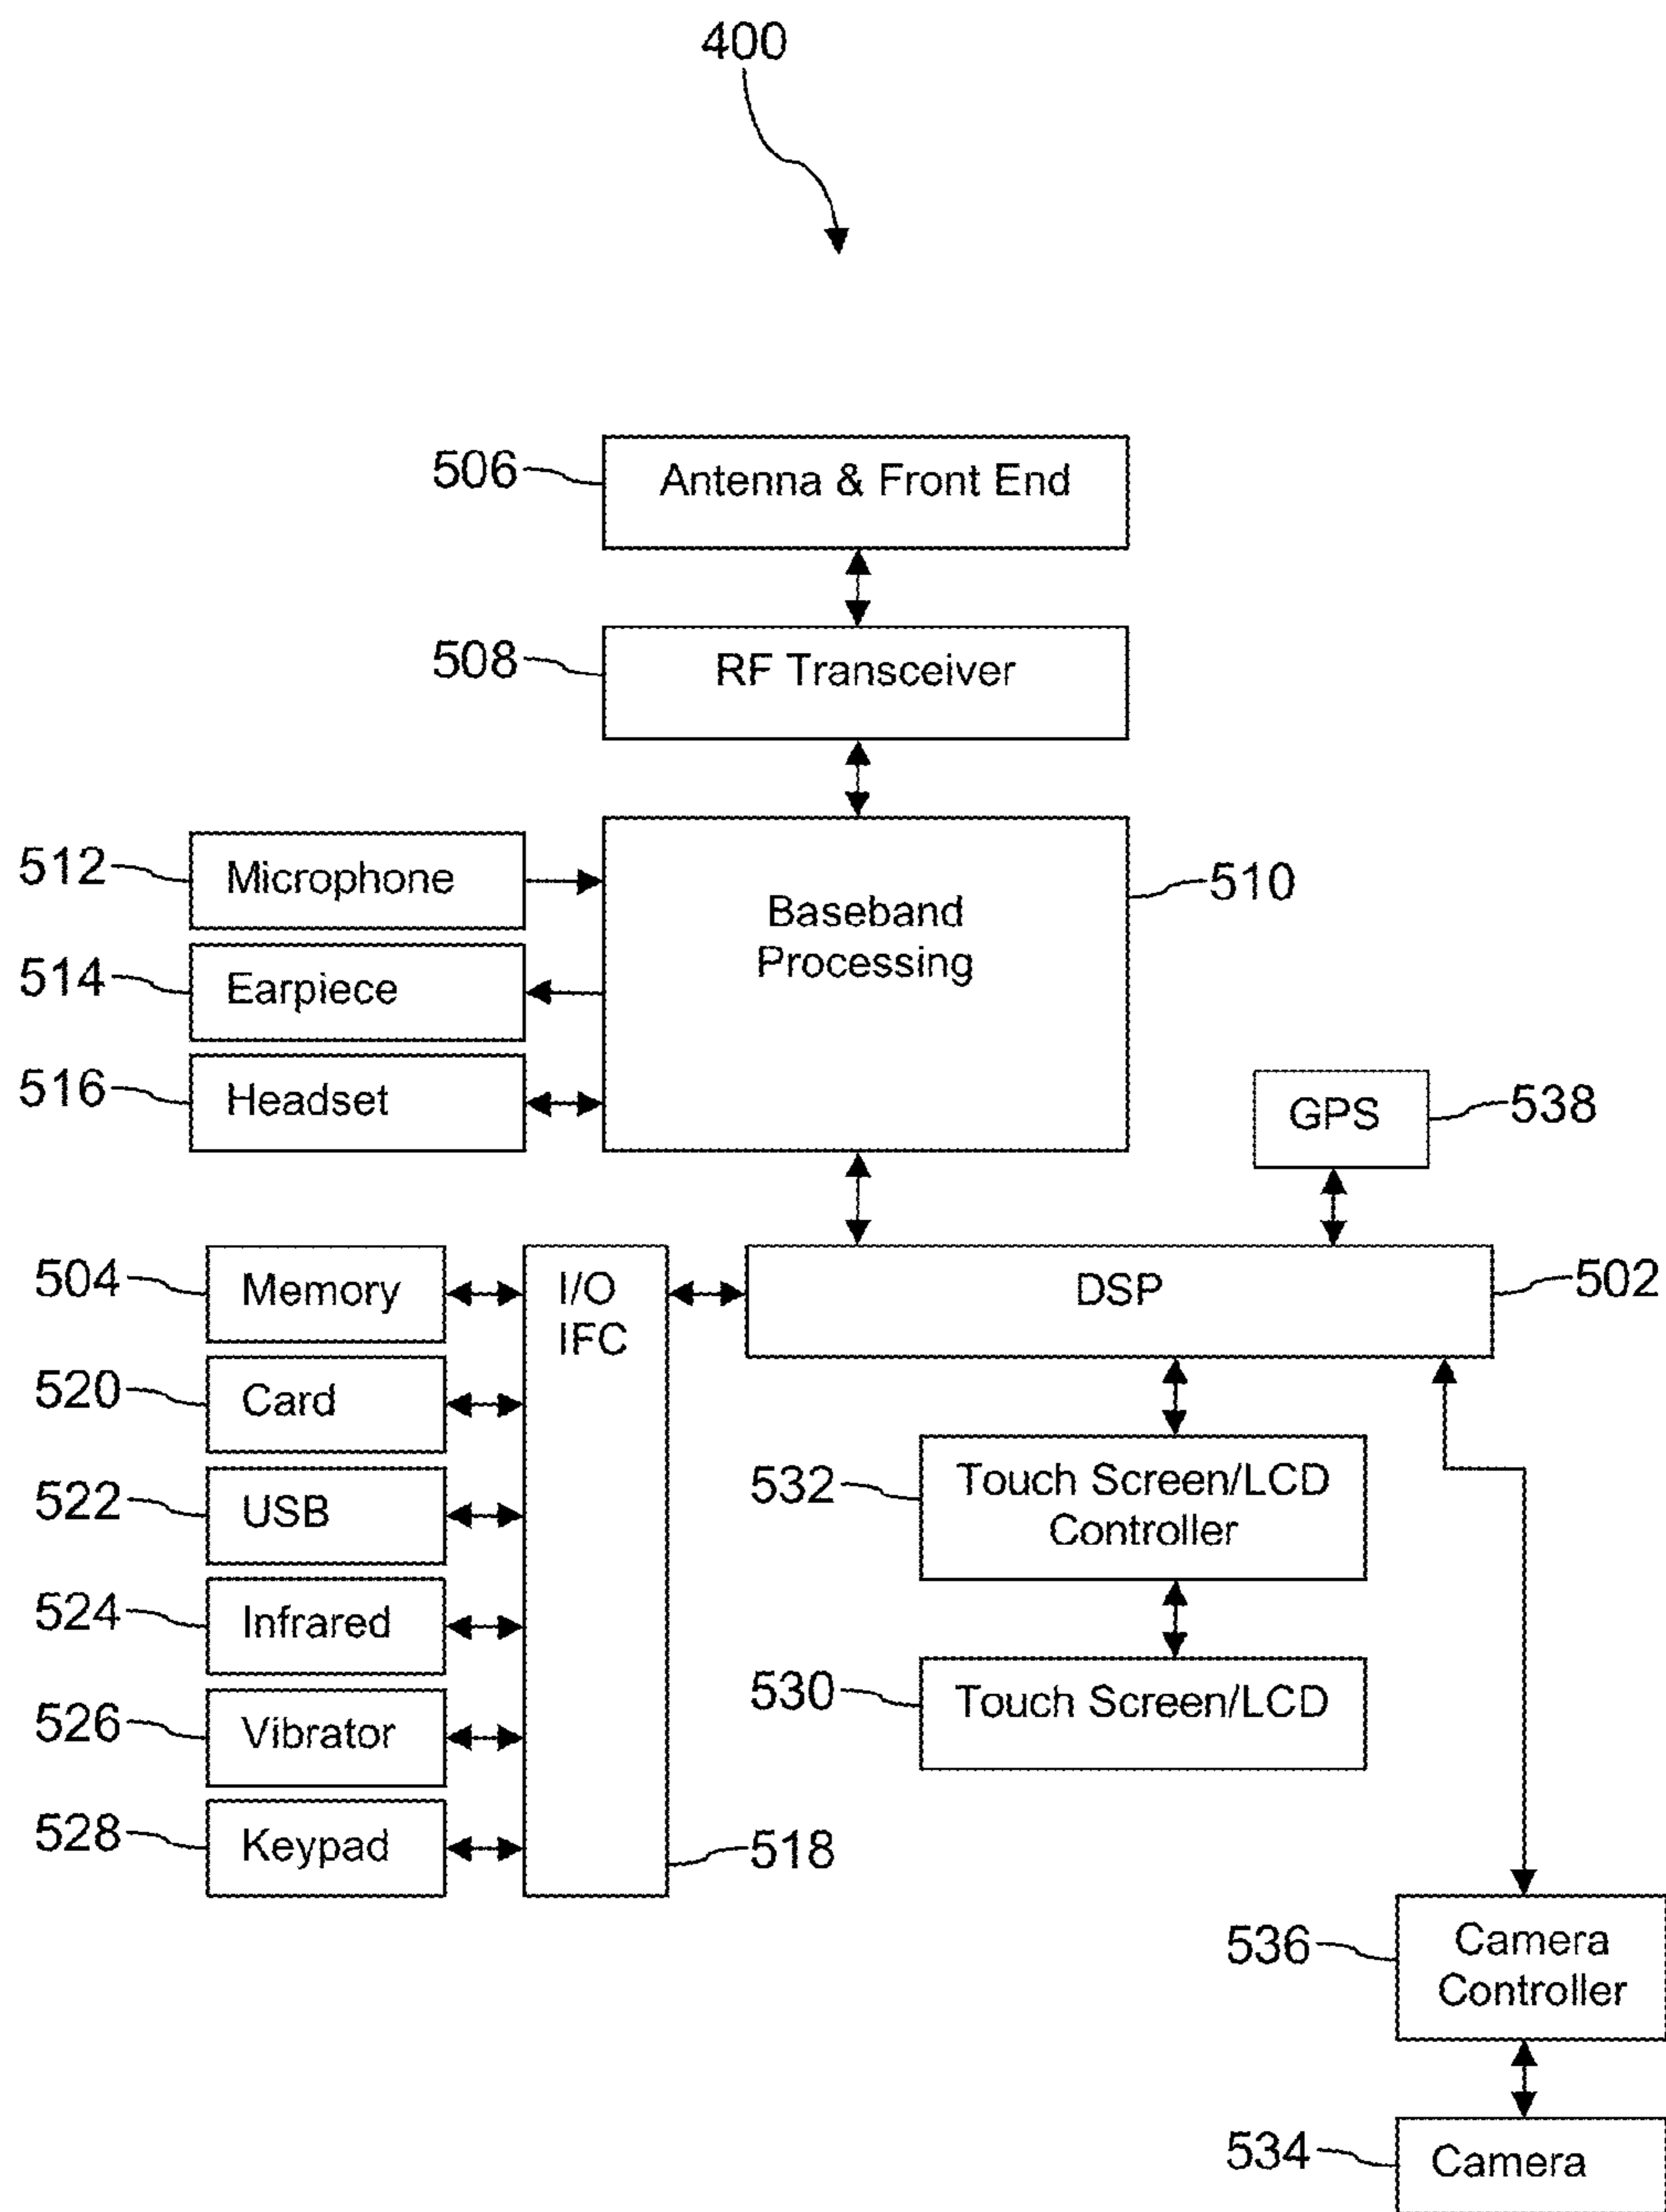 400
506
Antenna & Front End
508
RF Transceiver
512
Microphone
Baseband
Processing
510
514
Earpiece
516
Headset
GPS
538
504
Memory
I/O
IFC
DSP
502
520
Card
522
USB
532
Touch Screen/LCD
Controller
524
Infrared
530
Touch Screen/LCD
526
Vibrator
528
Keypad
518
536
Camera
Controller
534
Camera